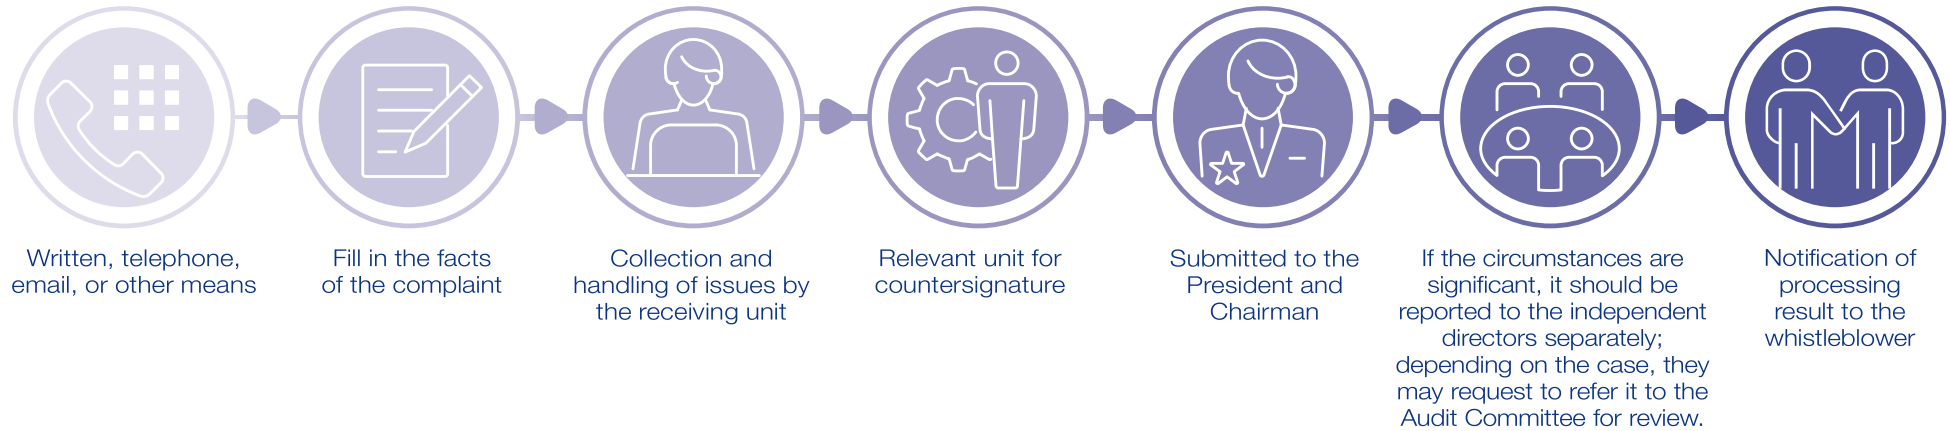 Written, telephone,
email, or other means
Fill in the facts
of the complaint
Collection and
handling of issues by
the receiving unit
Relevant unit for
countersignature
Submitted to the
President and
Chairman
If the circumstances are
significant, it should be
reported to the independent
directors separately;
depending on the case, they
may request to refer it to the
Audit Committee for review.
Notification of
processing
result to the
whistleblower